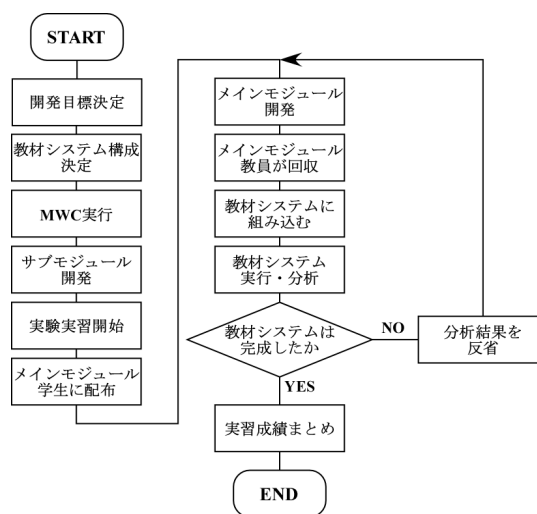 START
開発目標決定
教材システム構成
決定
MWC実行
サブモジュール
開発
実験実習開始
メインモジュール
学生に配布
メインモジュール
開発
メインモジュール
教員が回収
教材システムに
組み込む
教材システム
実行・分析
教材システムは
完成したか
NO
分析結果を
反省
YES
実習成績まとめ
END